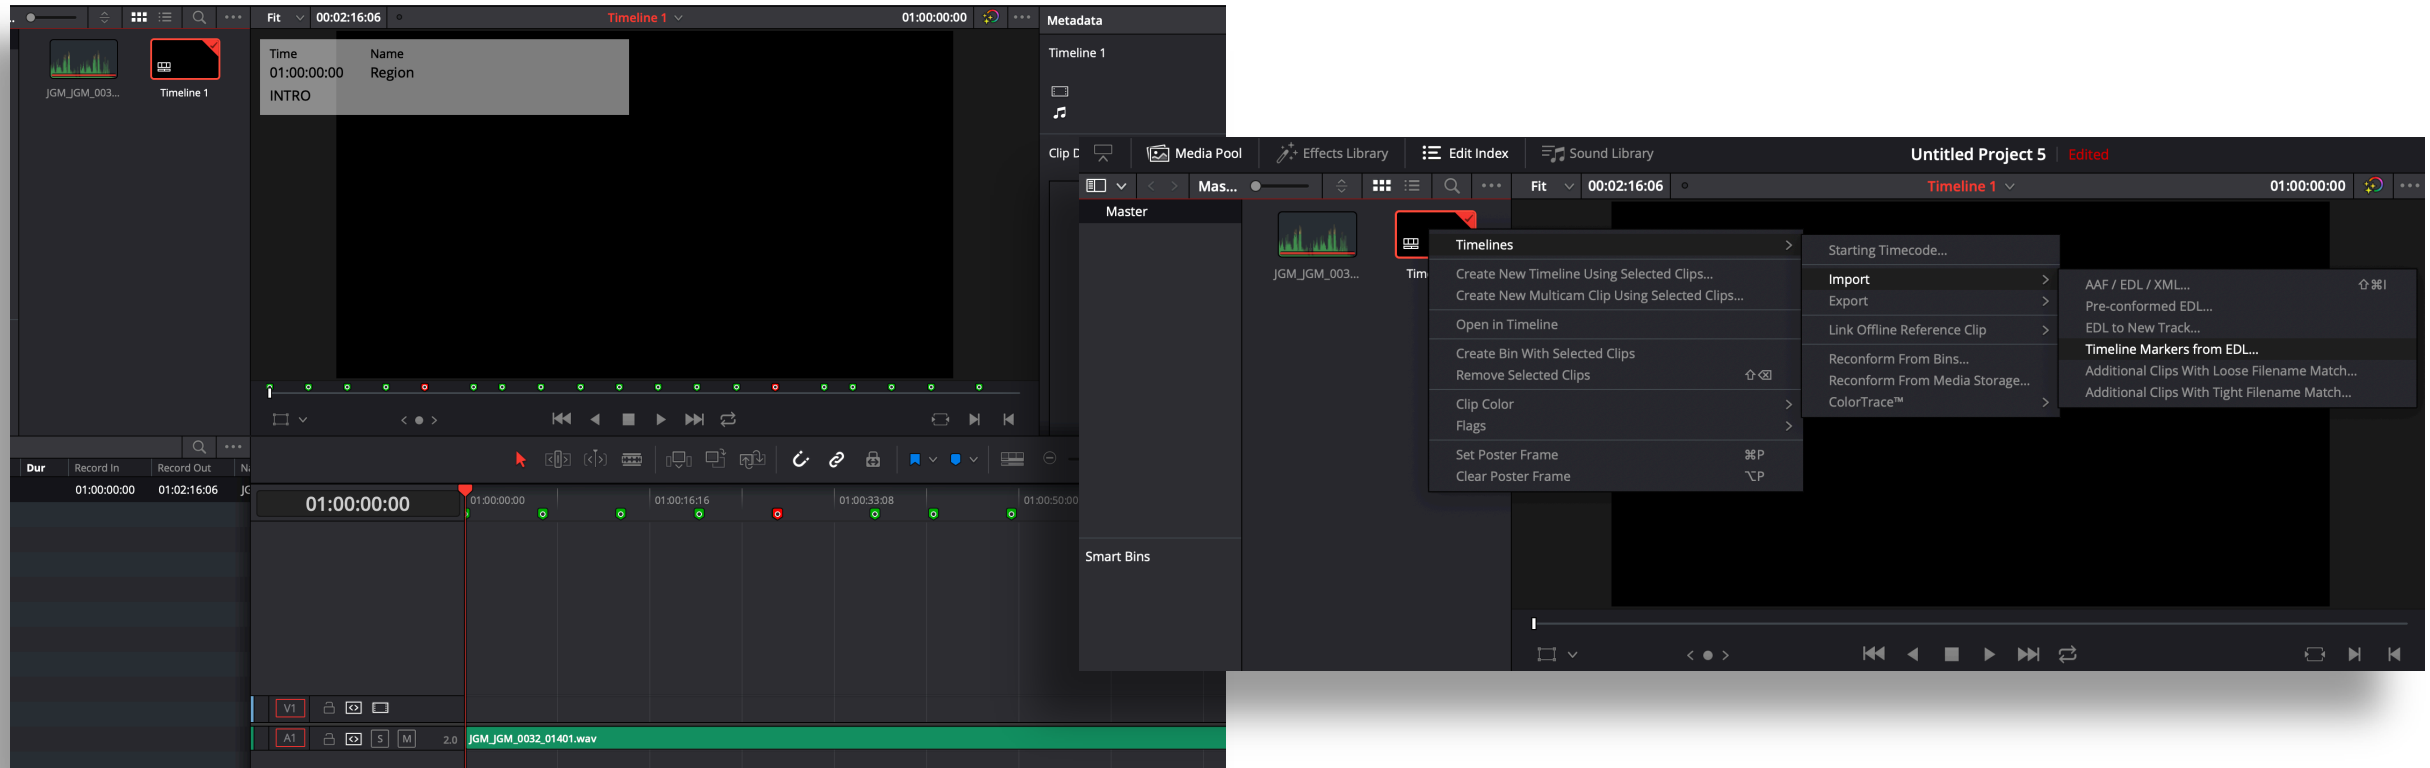 Fit 00:02:16:06 Timeline 1 01:00:00:00
Metadata
Time Name
01:00:00:00 Region
INTRO
JGM_JGM_003... Timeline 1
Timeline 1
Clip D
Dur Record In Record Out
01:00:00:00 01:02:16:06 JG
01:00:00:00
01:00:00:00 01:00:16:16 01:00:33:08 01:00:50:00
V1
A1 S M 2.0 JGM_JGM_0032_01401.wav
Media Pool Effects Library Edit Index Sound Library Untitled Project 5 Edited
Mas... Fit 00:02:16:06 Timeline 1 01:00:00:00
Master
JGM_JGM_003... Tim
Smart Bins
Timelines
Create New Timeline Using Selected Clips...
Create New Multicam Clip Using Selected Clips...
Open in Timeline
Create Bin With Selected Clips
Remove Selected Clips ⇧⌫
Clip Color
Flags
Set Poster Frame ⌘P
Clear Poster Frame ⌥P
Starting Timecode...
Import
Export
Link Offline Reference Clip
Reconform From Bins...
Reconform From Media Storage...
ColorTrace™
AAF / EDL / XML... ⇧⌘I
Pre-conformed EDL...
EDL to New Track...
Timeline Markers from EDL...
Additional Clips With Loose Filename Match...
Additional Clips With Tight Filename Match...